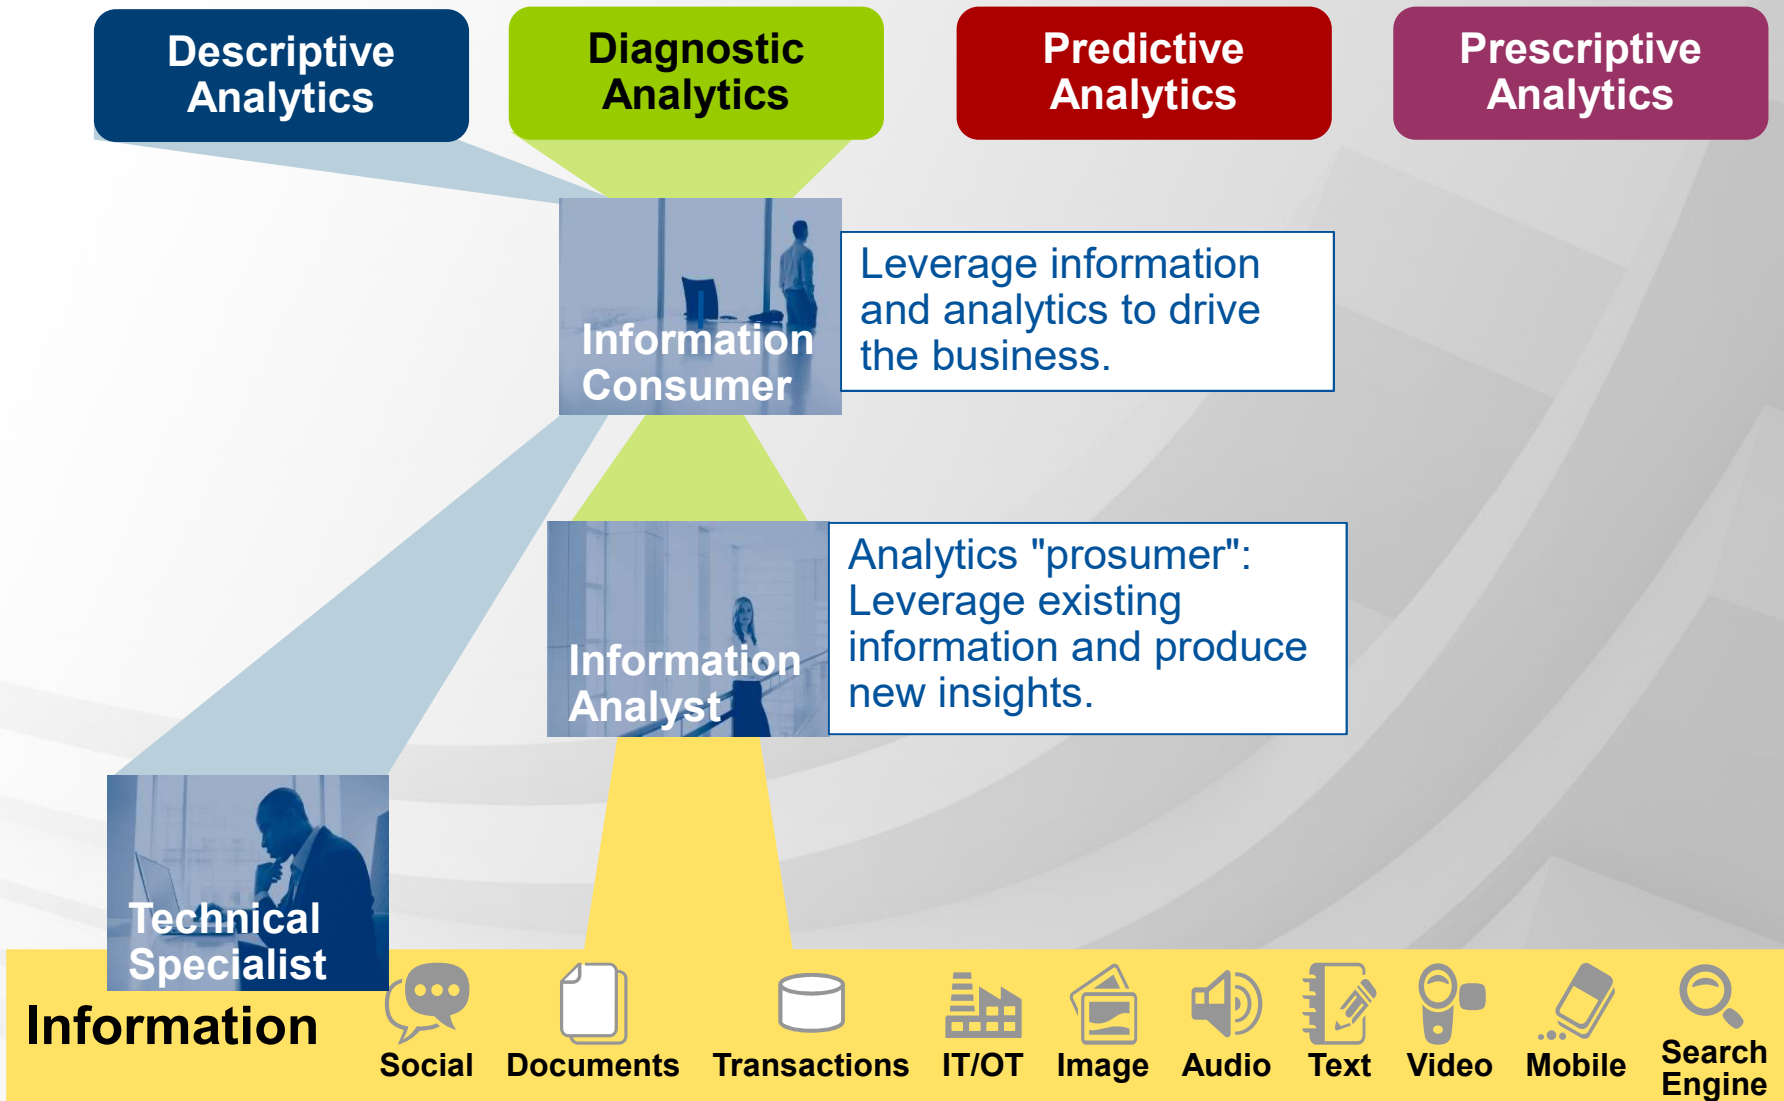 Descriptive
Analytics
Diagnostic
Analytics
Predictive
Analytics
Prescriptive
Analytics
Information
Consumer
Leverage information
and analytics to drive
the business.
Information
Analyst
Analytics "prosumer":
Leverage existing
information and produce
new insights.
Technical
Specialist
Information
Social
Documents
Transactions
IT/OT
Image
Audio
Text
Video
Mobile
Search
Engine